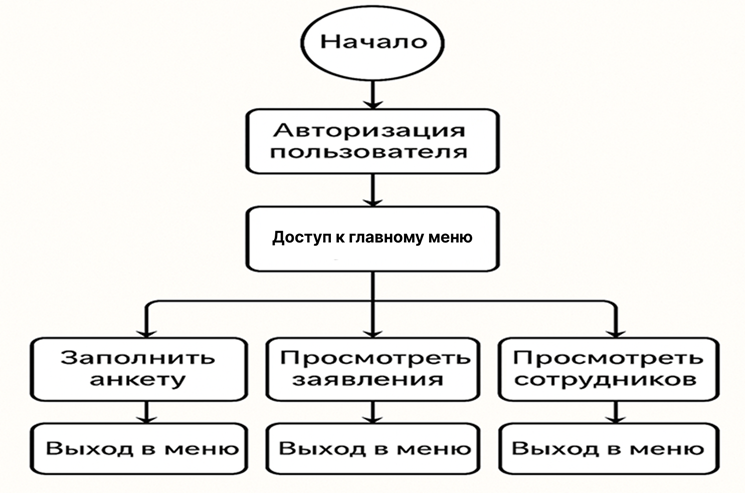 Начало
Авторизация
пользователя
Доступ к главному меню
Заполнить
анкету
Просмотреть
заявления
Просмотреть
сотрудников
Выход в меню
Выход в меню
Выход в меню